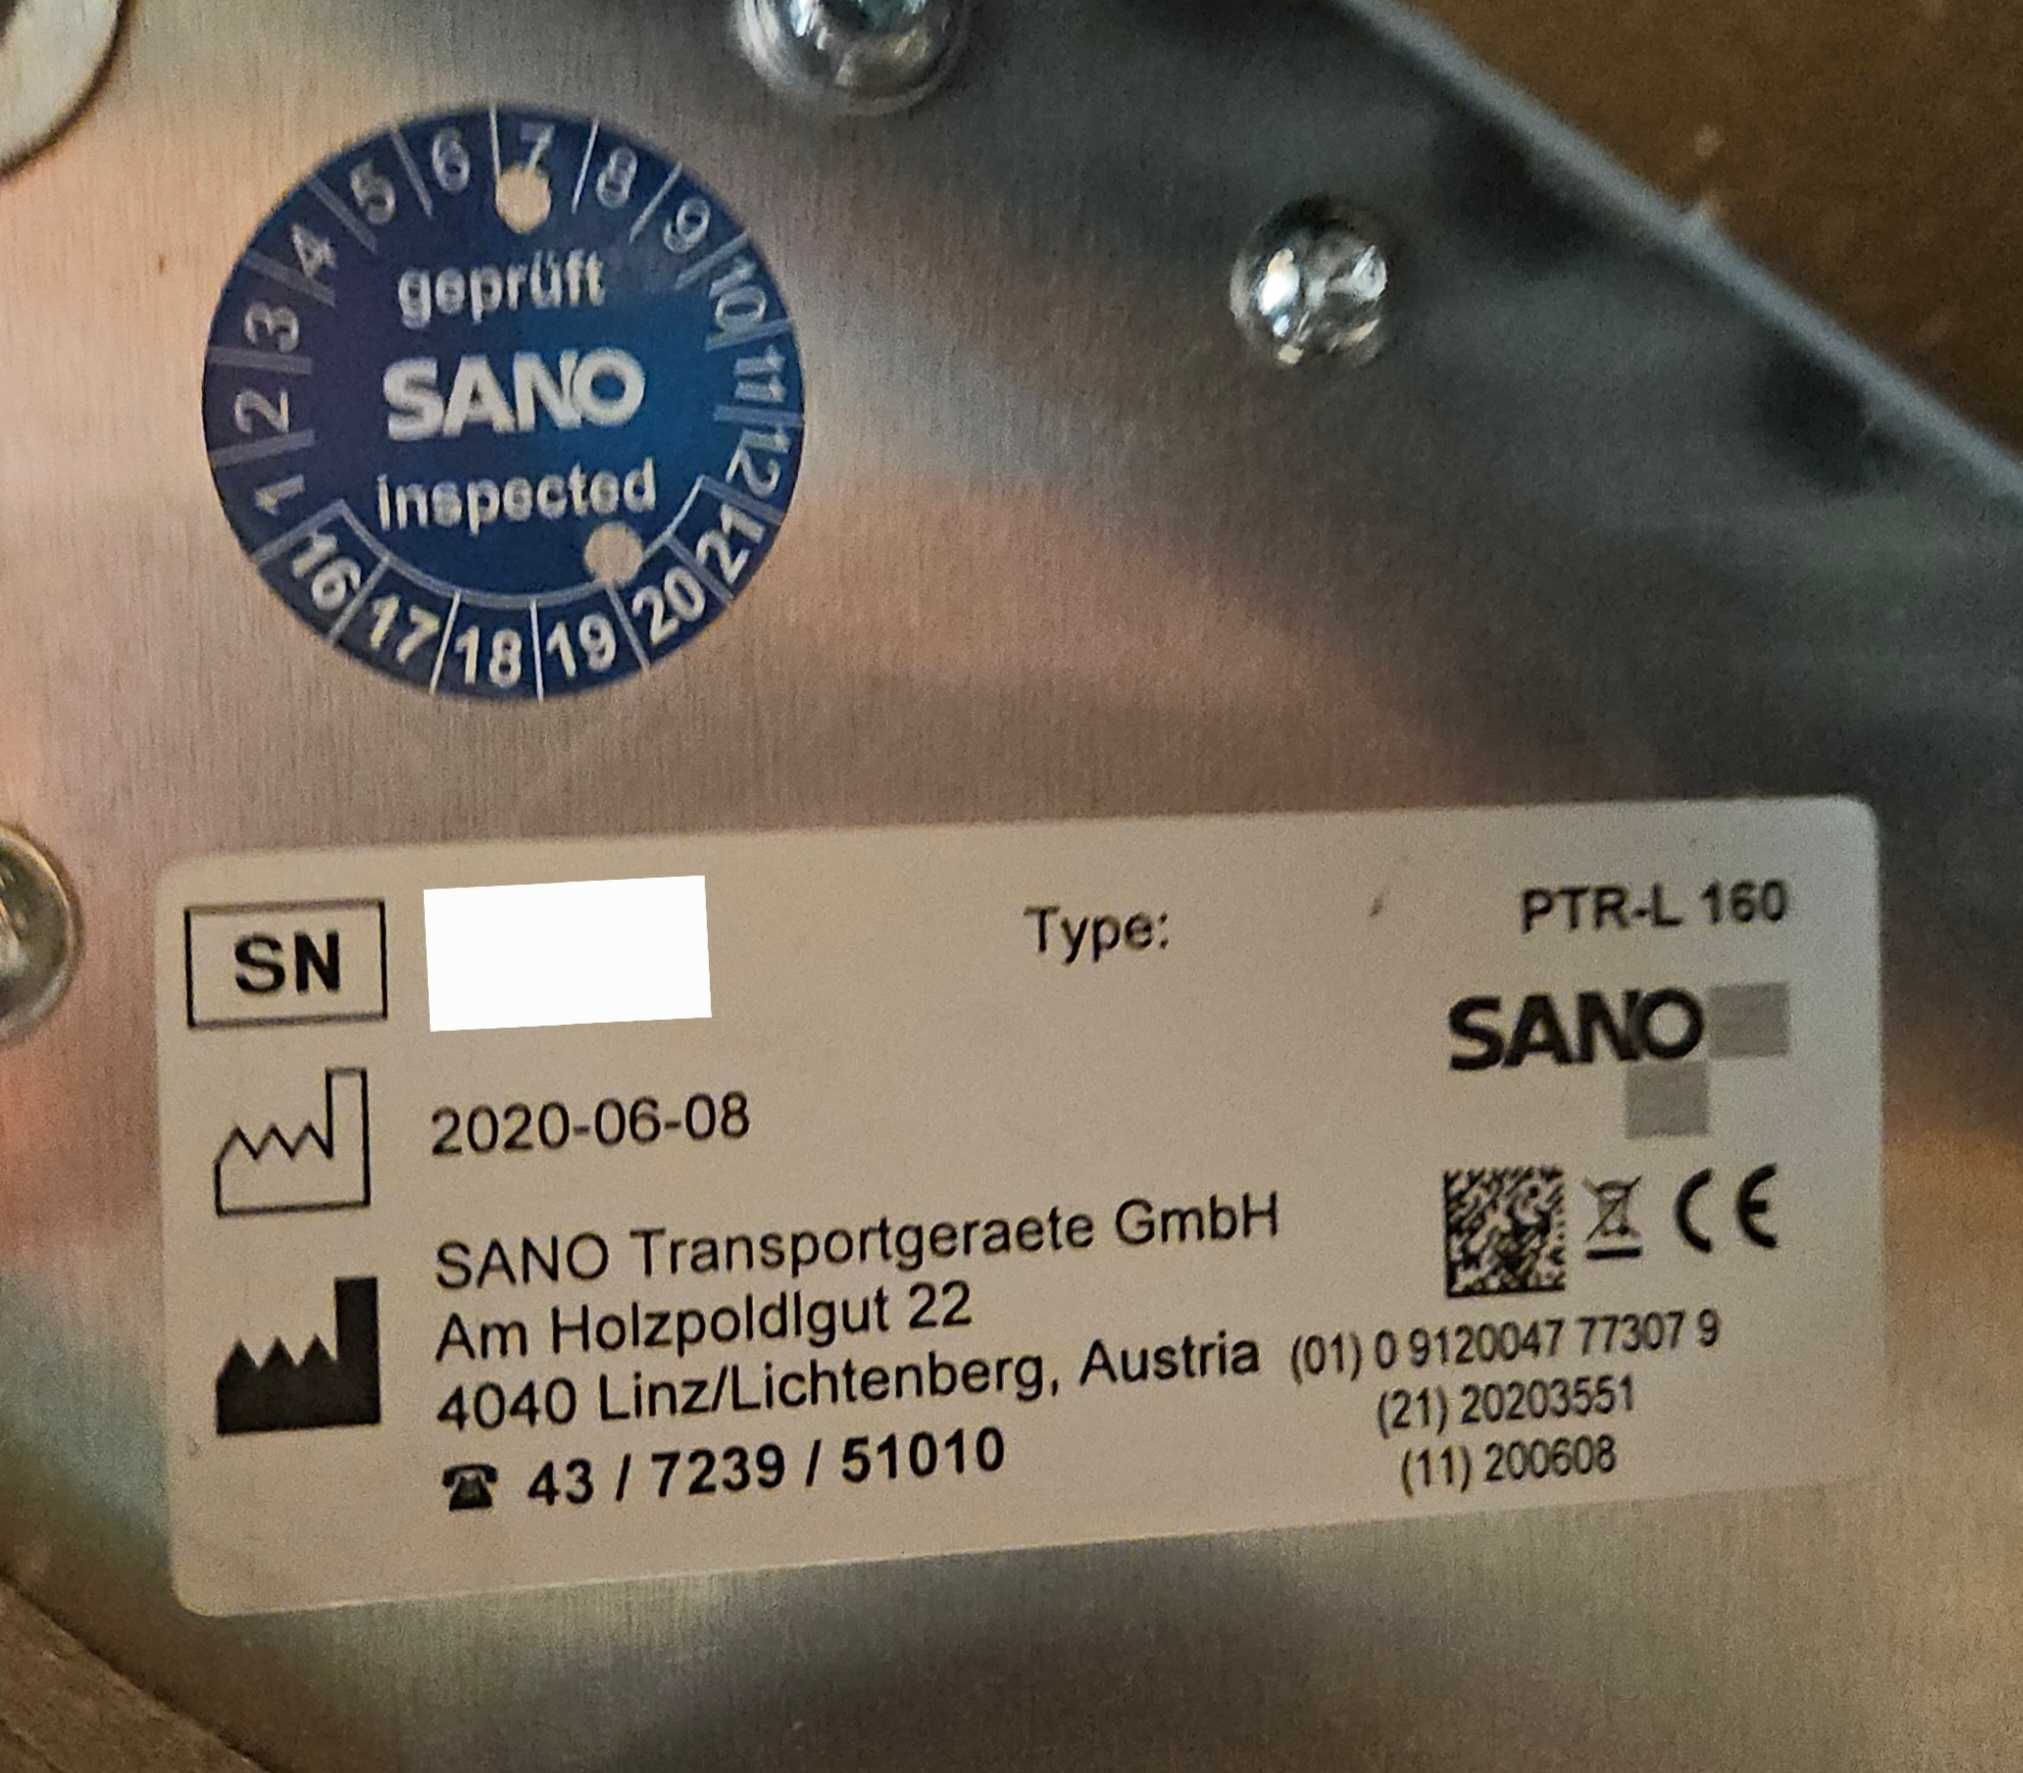 1 2 3 4 5 6 7 8 9 10 11 12
geprüft
SANO
inspected
16 17 18 19 20 21
SN
Type: PTR-L 160
SANO
2020-06-08
CE
SANO Transportgeraete GmbH
Am Holzpoldlgut 22
4040 Linz/Lichtenberg, Austria
☎ 43 / 7239 / 51010
(01) 0 9120047 77307 9
(21) 20203551
(11) 200608